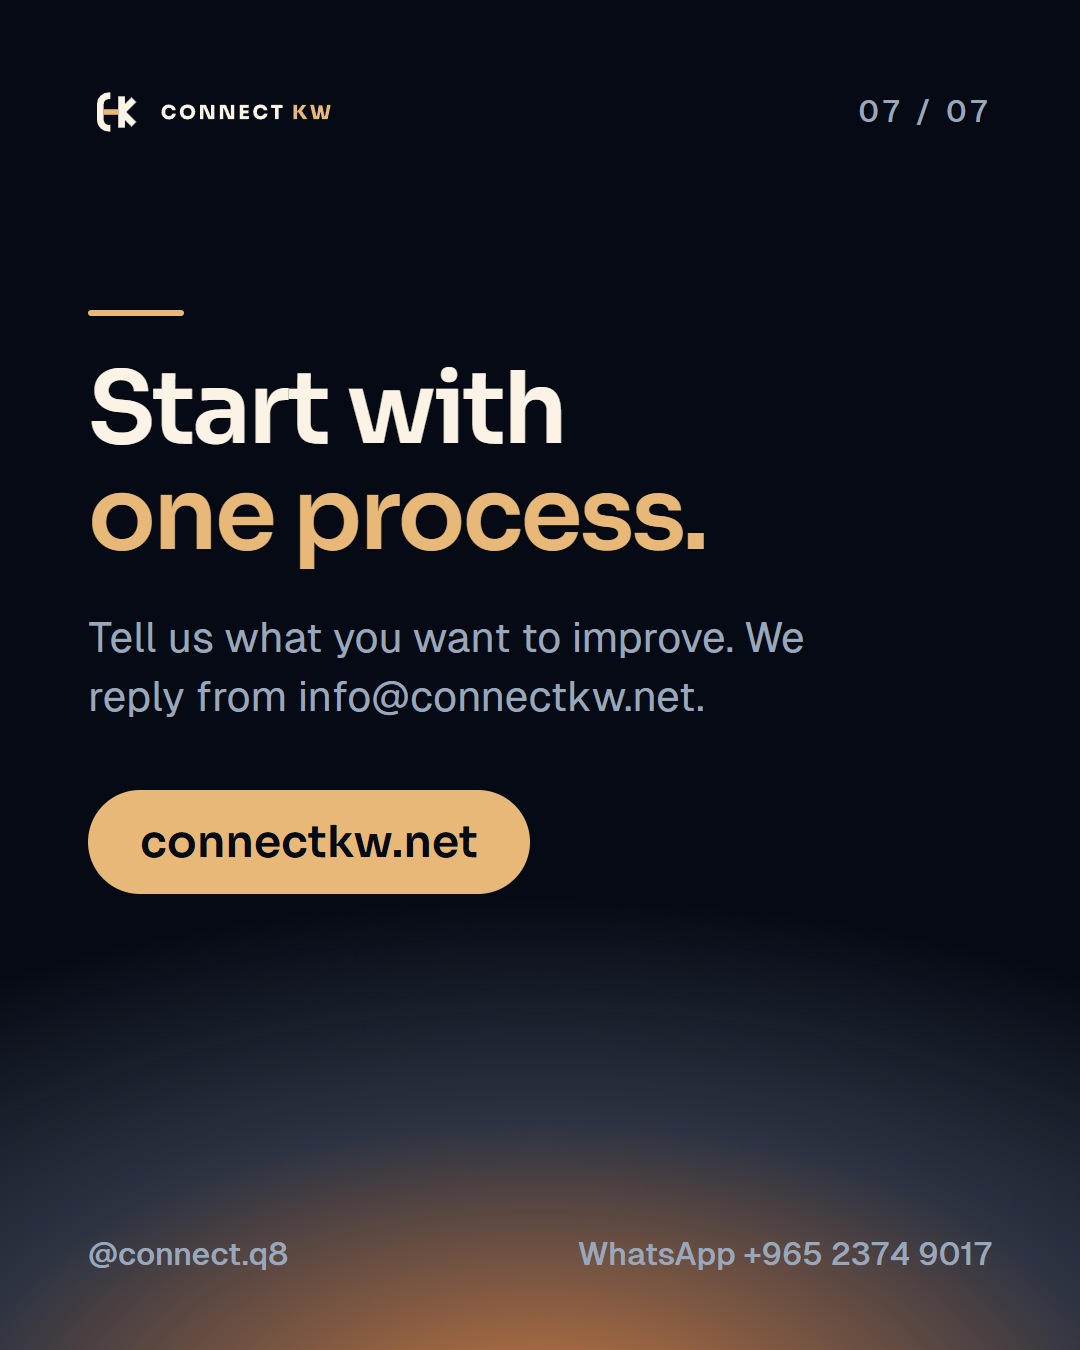 CONNECT KW
07 / 07
Start with
one process.
Tell us what you want to improve. We
reply from info@connectkw.net.
connectkw.net
@connect.q8
WhatsApp +965 2374 9017